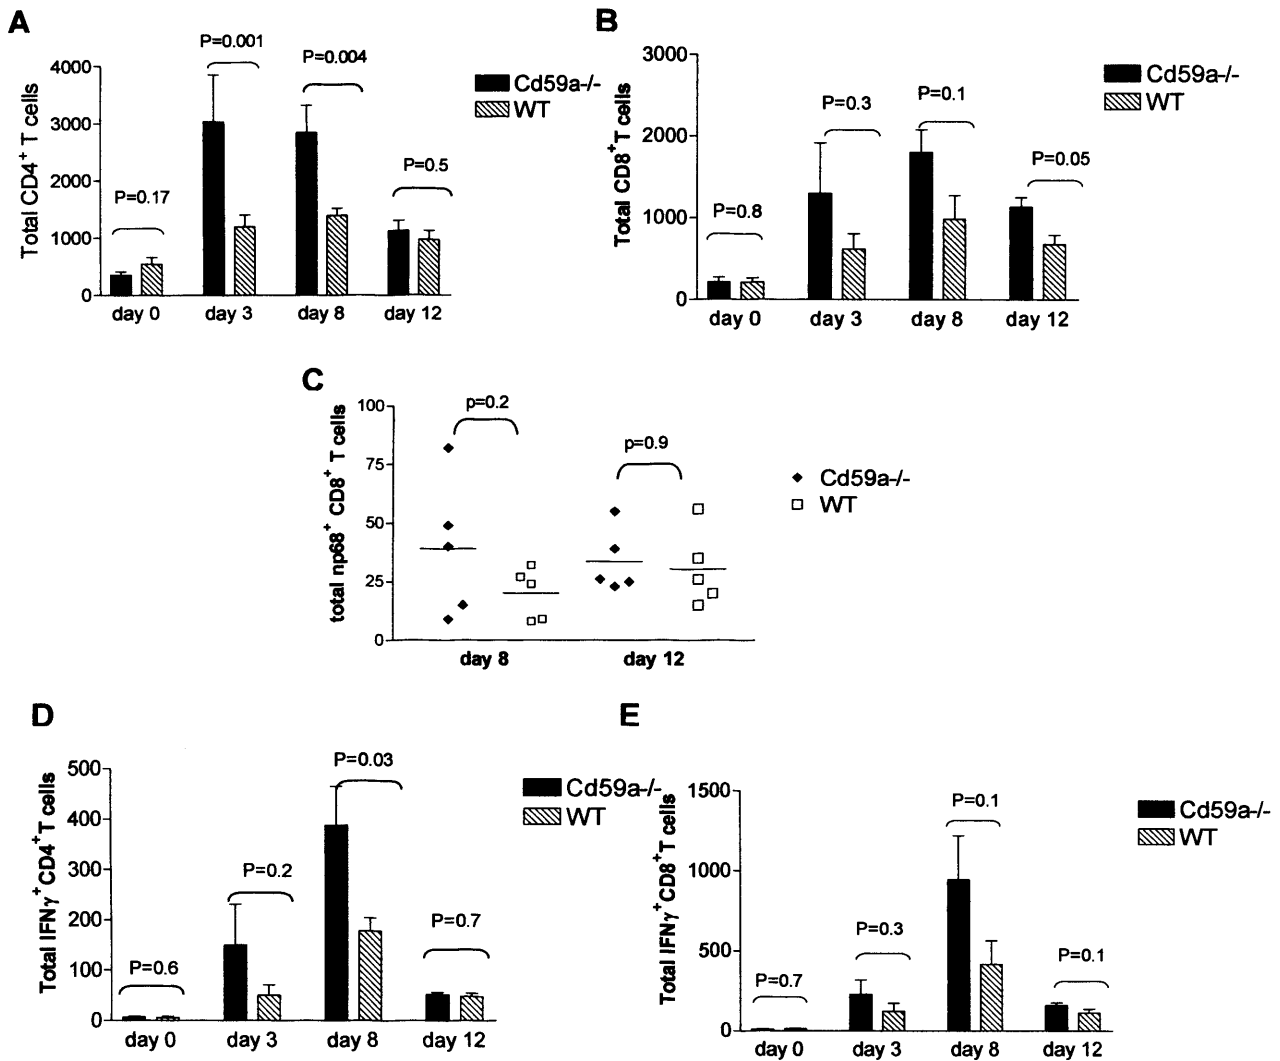 A
P=0.001
P=0.004
P=0.17
P=0.5
Total CD4+ T cells
4000
3000
2000
1000
0
day 0 day 3 day 8 day 12
Cd59a-/-
WT
B
P=0.8
P=0.3
P=0.1
P=0.05
Total CD8+T cells
3000
2000
1000
0
day 0 day 3 day 8 day 12
Cd59a-/-
WT
C
p=0.2
p=0.9
total np68+ CD8+ T cells
100
75
50
25
0
day 8 day 12
Cd59a-/-
WT
D
P=0.6
P=0.2
P=0.03
P=0.7
Total IFNγ+CD4+T cells
500
400
300
200
100
0
day 0 day 3 day 8 day 12
Cd59a-/-
WT
E
P=0.7
P=0.3
P=0.1
P=0.1
Total IFNγ+CD8+T cells
1500
1000
500
0
day 0 day 3 day 8 day 12
Cd59a-/-
WT